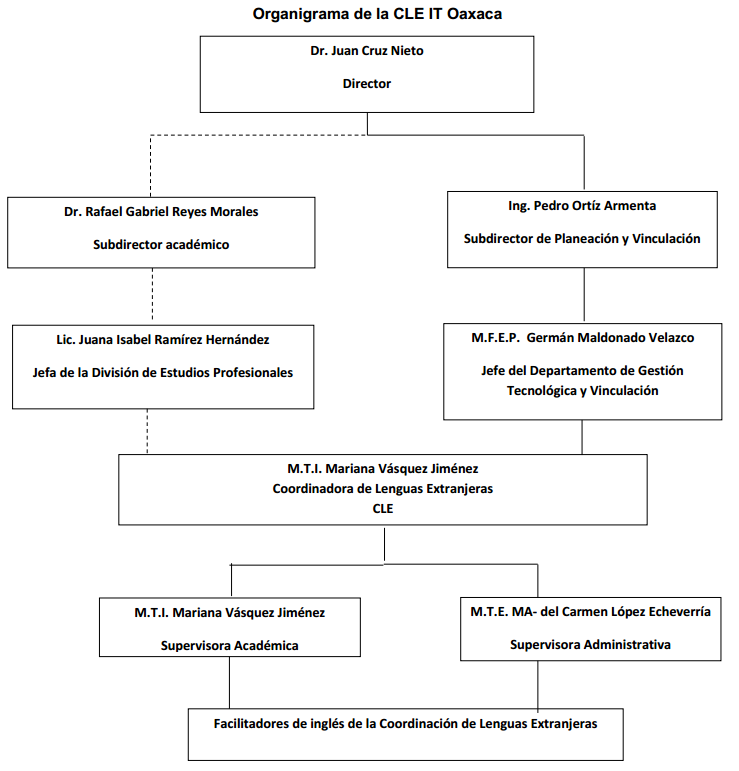 Organigrama de la CLE IT Oaxaca
Dr. Juan Cruz Nieto
Director
Dr. Rafael Gabriel Reyes Morales
Subdirector académico
Ing. Pedro Ortíz Armenta
Subdirector de Planeación y Vinculación
Lic. Juana Isabel Ramírez Hernández
Jefa de la División de Estudios Profesionales
M.F.E.P.  Germán Maldonado Velazco
Jefe del Departamento de Gestión
Tecnológica y Vinculación
M.T.I. Mariana Vásquez Jiménez
Coordinadora de Lenguas Extranjeras
CLE
M.T.I. Mariana Vásquez Jiménez
Supervisora Académica
M.T.E. MA- del Carmen López Echeverría
Supervisora Administrativa
Facilitadores de inglés de la Coordinación de Lenguas Extranjeras